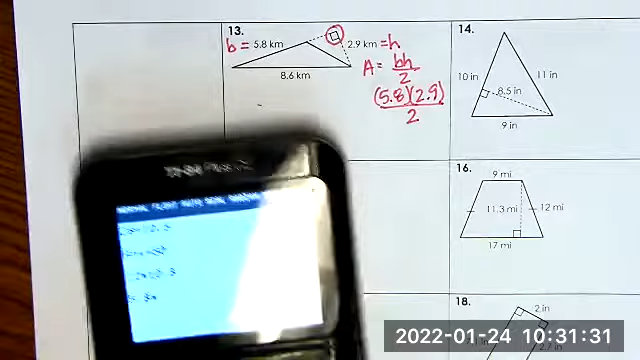 13.
b = 5.8 km
2.9 km = h
8.6 km
A = bh
2
(5.8)(2.9)
2
14.
10 in
11 in
8.5 in
9 in
16.
9 mi
11.3 mi
12 mi
17 mi
18.
2 in
2022-01-24 10:31:31